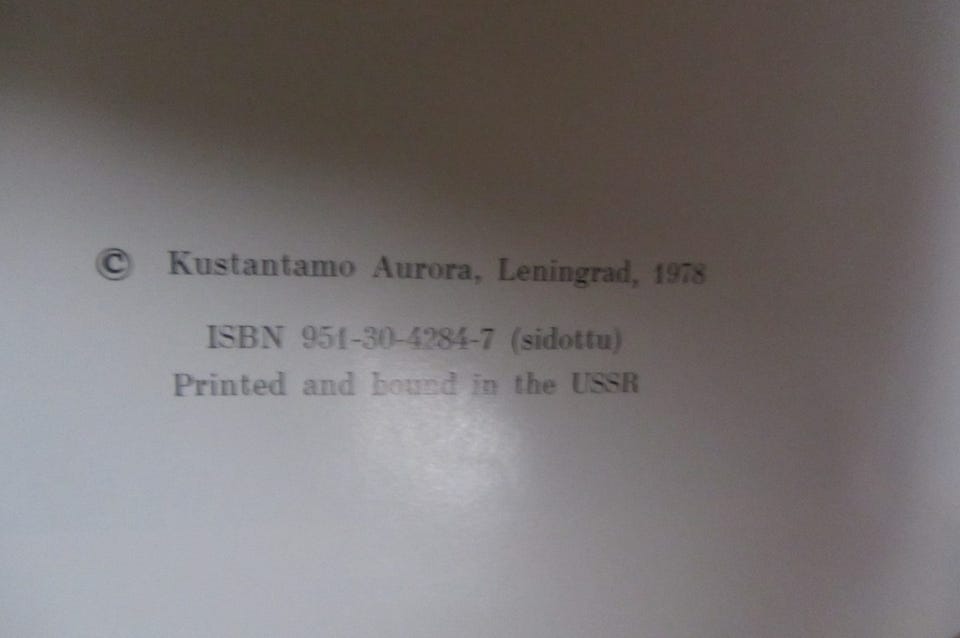 © Kustantamo Aurora, Leningrad, 1978
ISBN 951-30-4284-7 (sidottu)
Printed and bound in the USSR